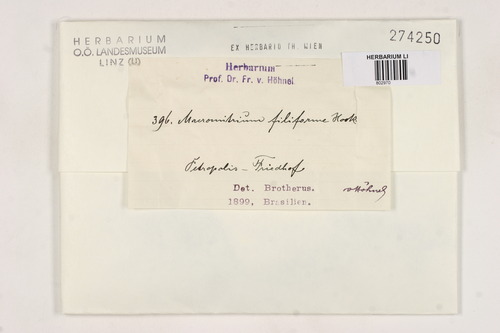 HERBARIUM
O.Ö. LANDESMUSEUM
LINZ (LI)
EX HERBARIO TH. WIEN
274250
HERBARIUM LI
Herbarium
Prof. Dr. Fr. v. Höhnel
396. Macromitrium filiforme Hook
Petropolis - Friedhof
Det. Brotherus.
v Höhnel
1899, Brasilien.